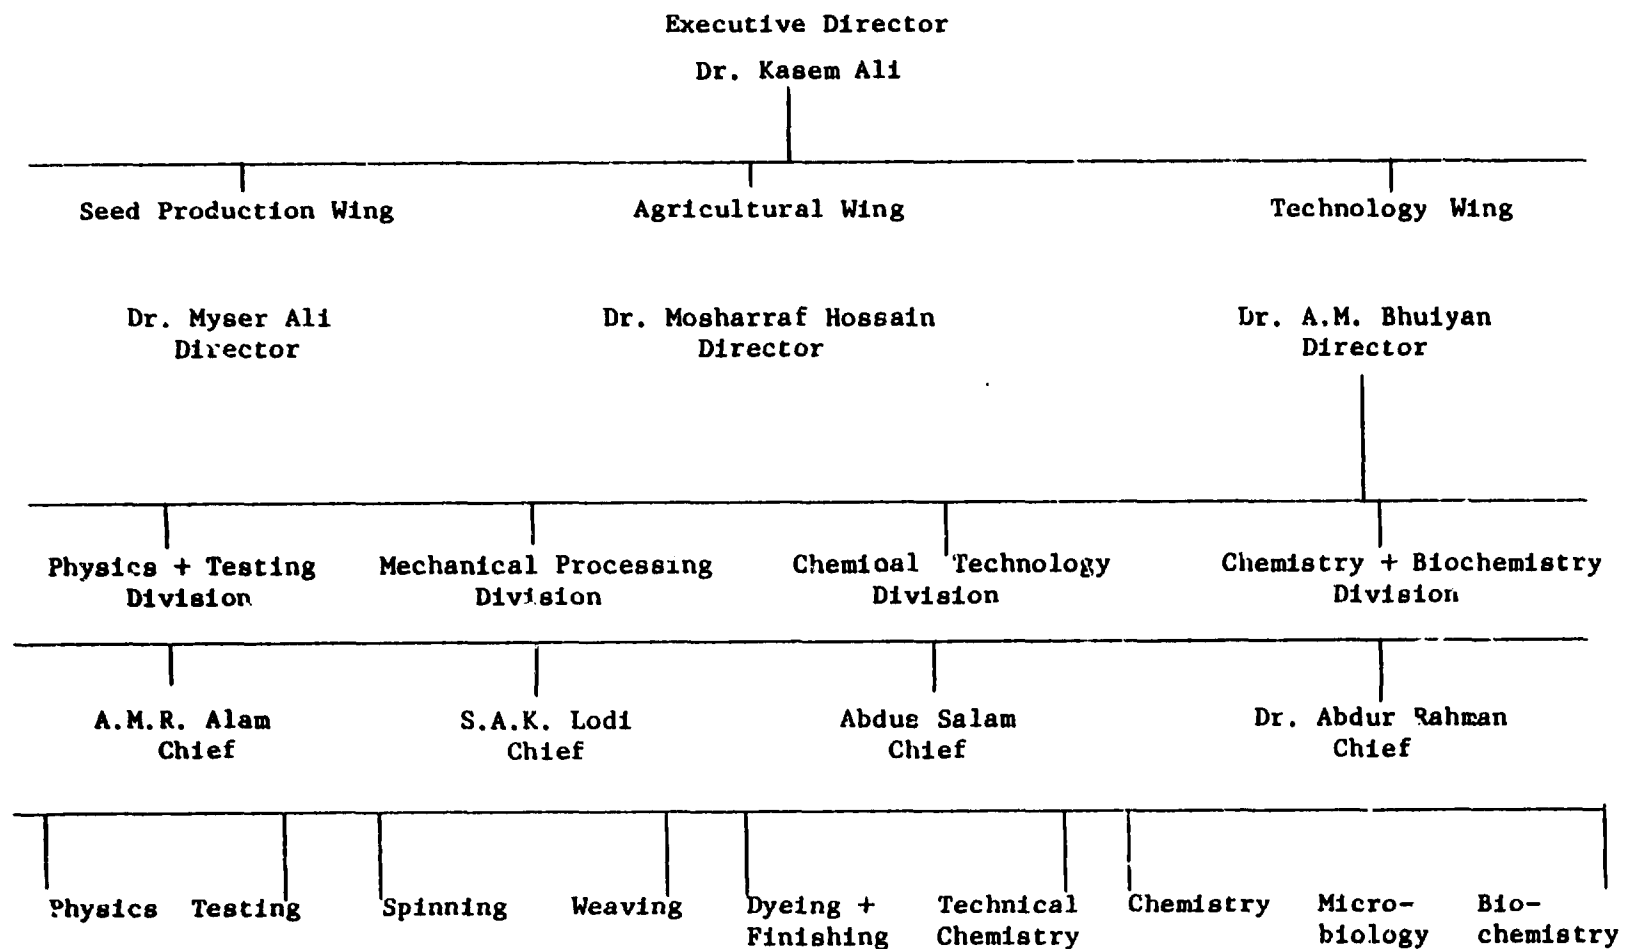 Executive Director
Dr. Kasem Ali
Seed Production Wing Agricultural Wing Technology Wing
Dr. Myser Ali Dr. Mosharraf Hossain Dr. A.M. Bhuiyan
Director Director Director
Physics + Testing Mechanical Processing Chemical Technology Chemistry + Biochemistry
Division Division Division Division
A.M.R. Alam S.A.K. Lodi Abdus Salam Dr. Abdur Rahman
Chief Chief Chief Chief
Physics Testing Spinning Weaving Dyeing + Technical Chemistry Micro- Bio-
Finishing Chemistry biology chemistry